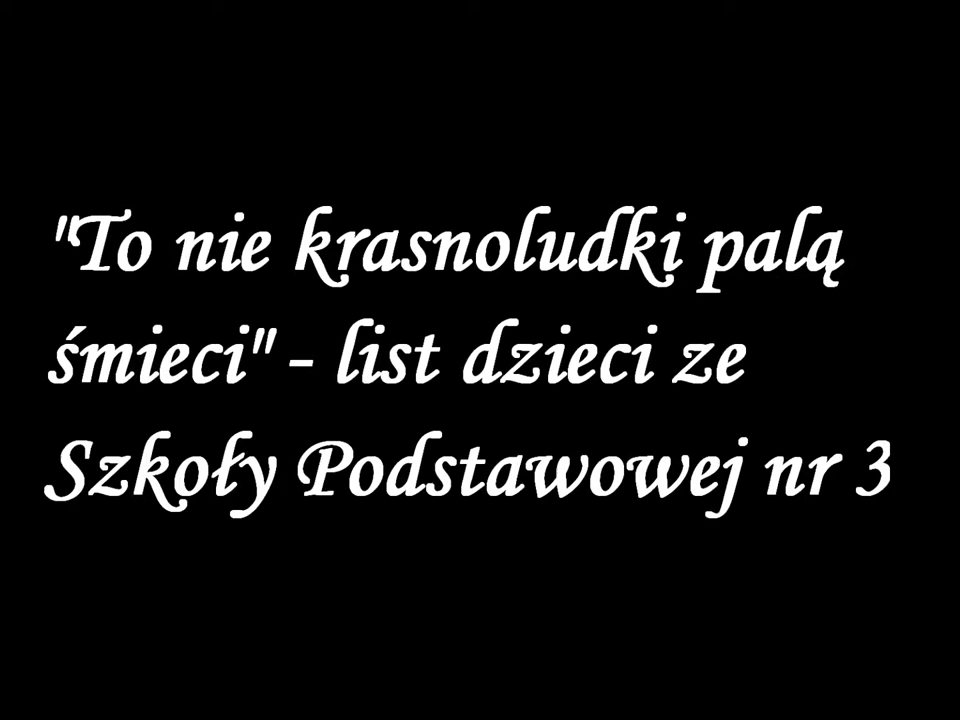 "To nie krasnoludki palą
śmieci" - list dzieci ze
Szkoły Podstawowej nr 3